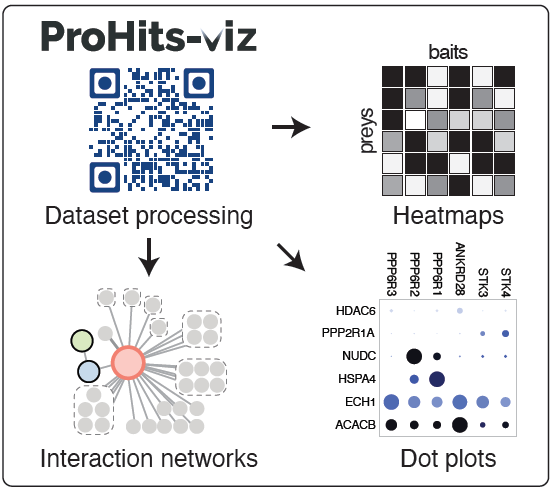 ProHits-viz
baits
preys
Dataset processing
Heatmaps
PPP6R3
PPP6R2
PPP6R1
ANKRD28
STK3
STK4
HDAC6
PPP2R1A
NUDC
HSPA4
ECH1
ACACB
Interaction networks
Dot plots